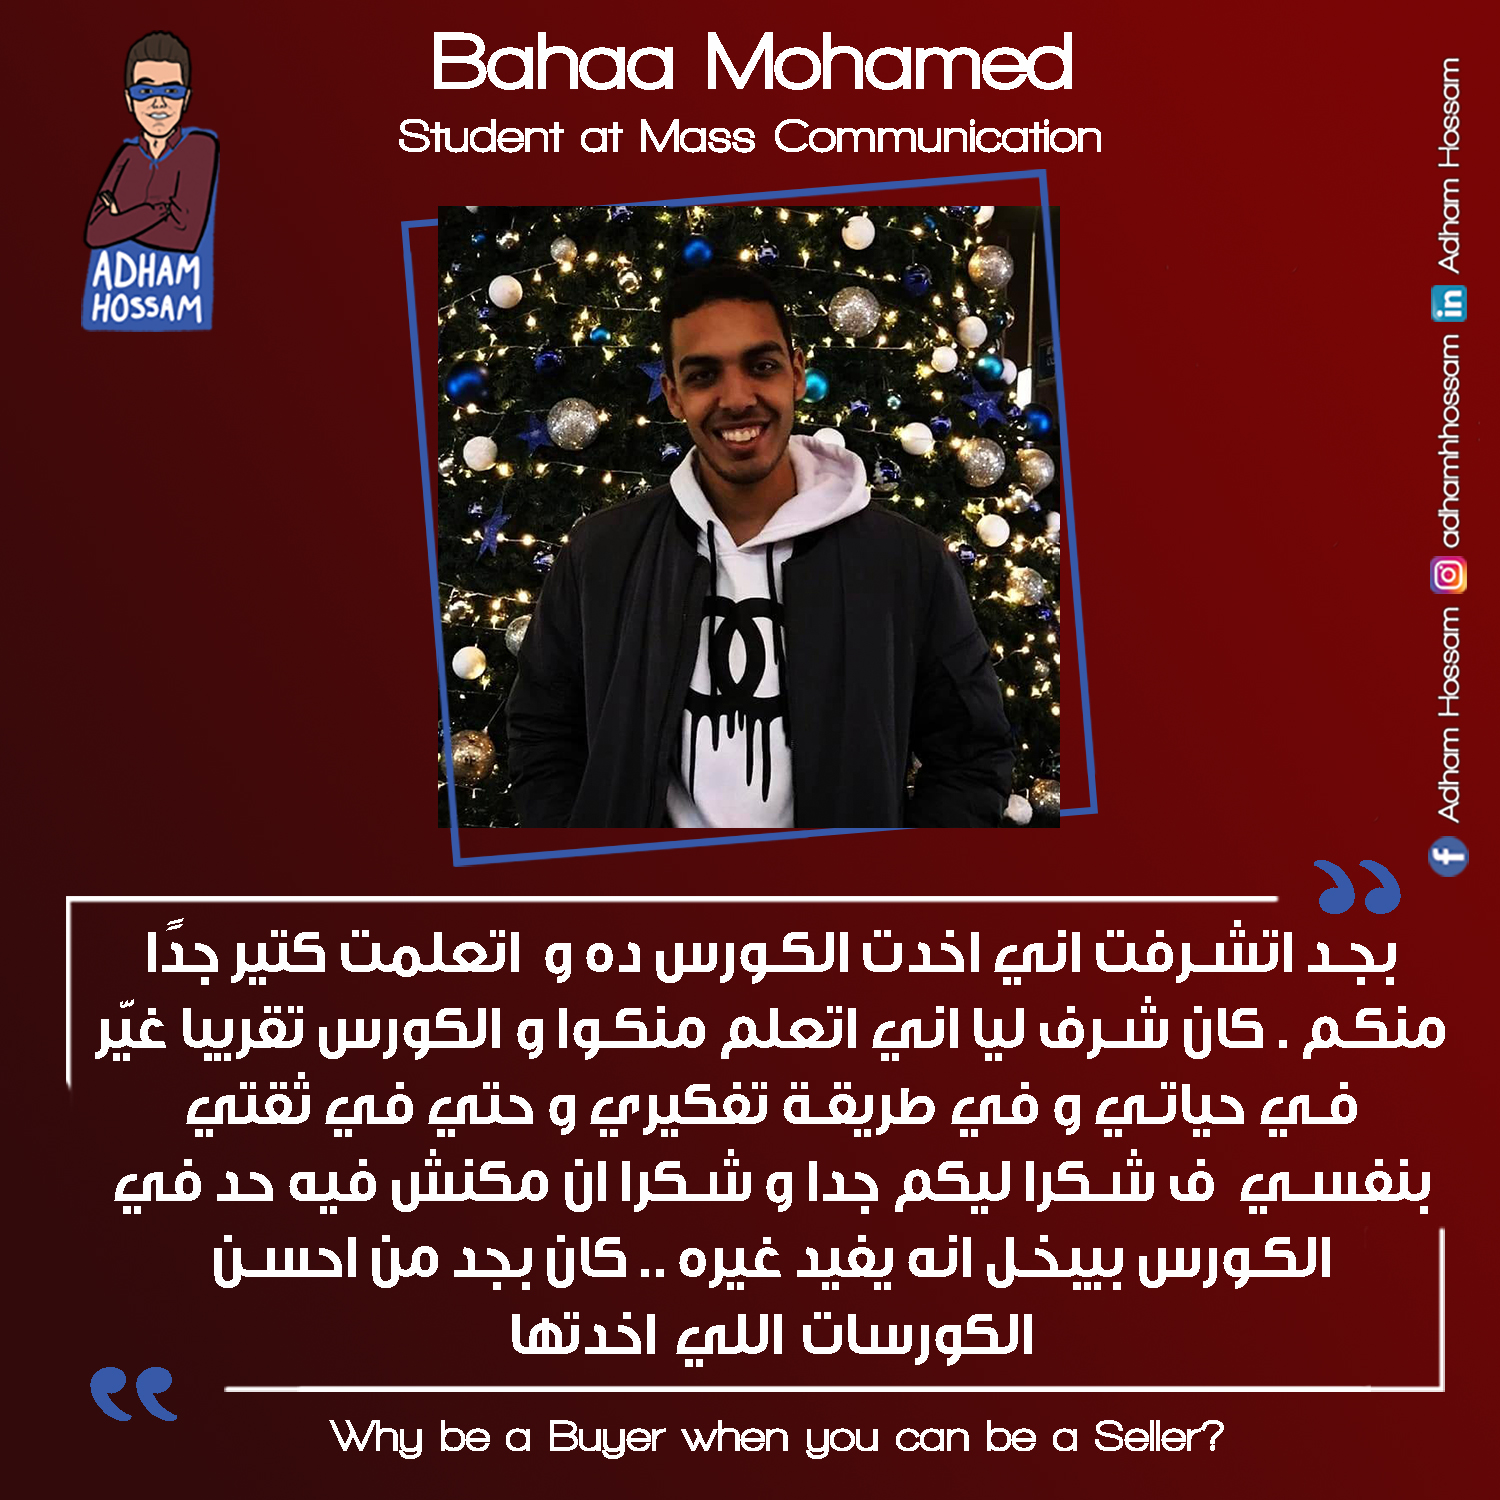 Bahaa Mohamed
Student at Mass Communication
ADHAM
HOSSAM
Adham Hossam
adhamhossam
Adham Hossam
بجد اتشرفت اني اخدت الكورس ده و اتعلمت كتير جدًا
منكم . كان شرف ليا اني اتعلم منكوا و الكورس تقريبا غيّر
في حياتي و في طريقة تفكيري و حتي في ثقتي
بنفسي ف شكرا ليكم جدا و شكرا ان مكنش فيه حد في
الكورس بيبخل انه يفيد غيره .. كان بجد من احسن
الكورسات اللي اخدتها
Why be a Buyer when you can be a Seller?